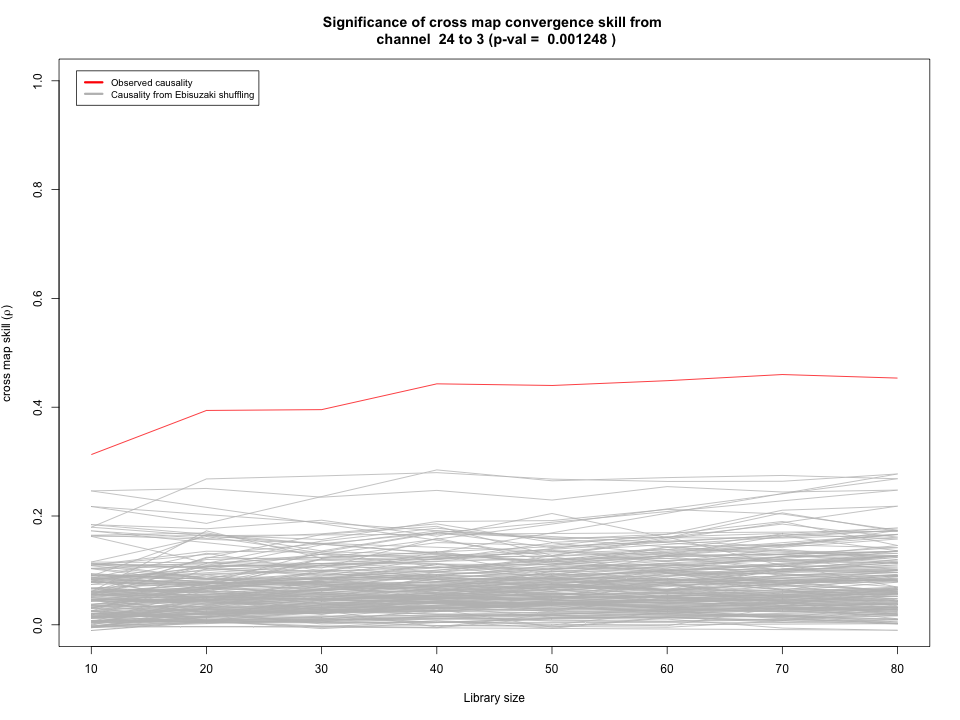 Significance of cross map convergence skill from
channel  24 to 3 (p-val =  0.001248 )
Observed causality
Causality from Ebisuzaki shuffling
cross map skill (ρ)
1.0
0.8
0.6
0.4
0.2
0.0
10 20 30 40 50 60 70 80
Library size